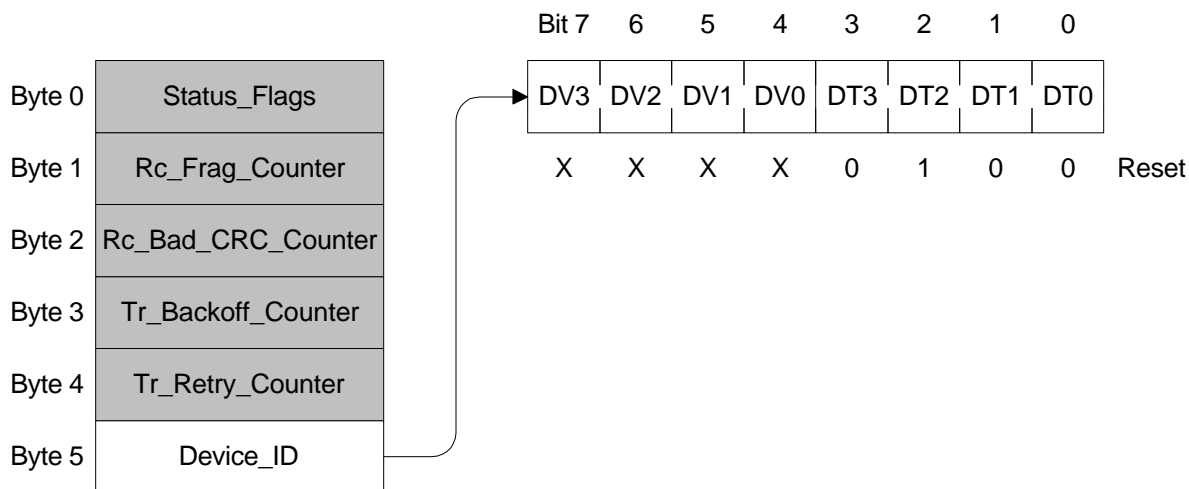 Bit 7 6 5 4 3 2 1 0
Byte 0 Status_Flags DV3 DV2 DV1 DV0 DT3 DT2 DT1 DT0
Byte 1 Rc_Frag_Counter X X X X 0 1 0 0 Reset
Byte 2 Rc_Bad_CRC_Counter
Byte 3 Tr_Backoff_Counter
Byte 4 Tr_Retry_Counter
Byte 5 Device_ID